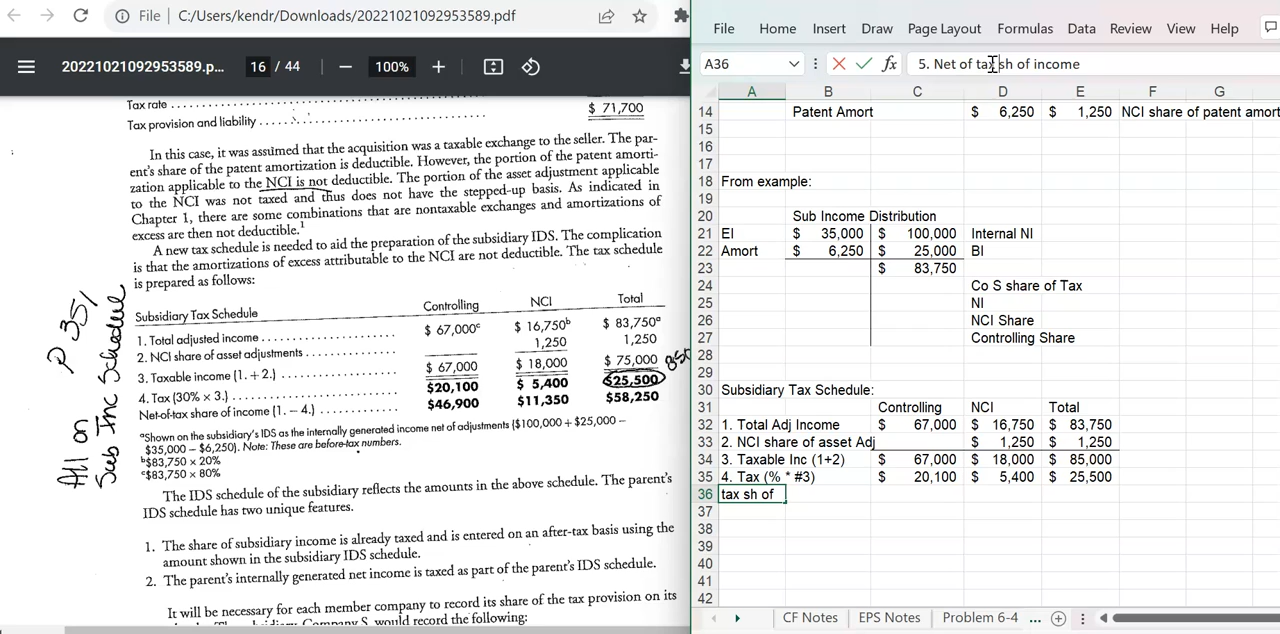 File C:/Users/kendr/Downloads/20221021092953589.pdf
20221021092953589.p... 16 / 44 100%
Tax rate
$ 71,700
Tax provision and liability
In this case, it was assumed that the acquisition was a taxable exchange to the seller. The par-
ent's share of the patent amortization is deductible. However, the portion of the patent amorti-
zation applicable to the NCI is not deductible. The portion of the asset adjustment applicable
to the NCI was not taxed and thus does not have the stepped-up basis. As indicated in
Chapter 1, there are some combinations that are nontaxable exchanges and amortizations of
excess are then not deductible.¹
A new tax schedule is needed to aid the preparation of the subsidiary IDS. The complication
is that the amortizations of excess attributable to the NCI are not deductible. The tax schedule
is prepared as follows:
Subsidiary Tax Schedule Controlling NCI Total
1. Total adjusted income $ 67,000ᶜ $ 16,750ᵇ $ 83,750ᵃ
2. NCI share of asset adjustments 1,250 1,250
3. Taxable income (1. + 2.) $ 67,000 $ 18,000 $ 75,000 850
4. Tax (30% × 3.) $20,100 $ 5,400 $25,500
Net-of-tax share of income (1. – 4.) $46,900 $11,350 $58,250
P 351
All on
Sub Inc Schedule
ᵃShown on the subsidiary's IDS as the internally generated income net of adjustments ($100,000 + $25,000 –
$35,000 – $6,250). Note: These are before-tax numbers.
ᵇ$83,750 × 20%
ᶜ$83,750 × 80%
The IDS schedule of the subsidiary reflects the amounts in the above schedule. The parent's
IDS schedule has two unique features.
1. The share of subsidiary income is already taxed and is entered on an after-tax basis using the
amount shown in the subsidiary IDS schedule.
2. The parent's internally generated net income is taxed as part of the parent's IDS schedule.
It will be necessary for each member company to record its share of the tax provision on its
Company S, would record the following:
File Home Insert Draw Page Layout Formulas Data Review View Help
A36 fx 5. Net of tax sh of income
A B C D E F G
14 Patent Amort $ 6,250 $ 1,250 NCI share of patent amort
15
16
17
18 From example:
19
20 Sub Income Distribution
21 EI $ 35,000 $ 100,000 Internal NI
22 Amort $ 6,250 $ 25,000 BI
23 $ 83,750
24 Co S share of Tax
25 NI
26 NCI Share
27 Controlling Share
28
29
30 Subsidiary Tax Schedule:
31 Controlling NCI Total
32 1. Total Adj Income $ 67,000 $ 16,750 $ 83,750
33 2. NCI share of asset Adj $ 1,250 $ 1,250
34 3. Taxable Inc (1+2) $ 67,000 $ 18,000 $ 85,000
35 4. Tax (% * #3) $ 20,100 $ 5,400 $ 25,500
36 tax sh of
37
38
39
40
41
42
CF Notes EPS Notes Problem 6-4 ...